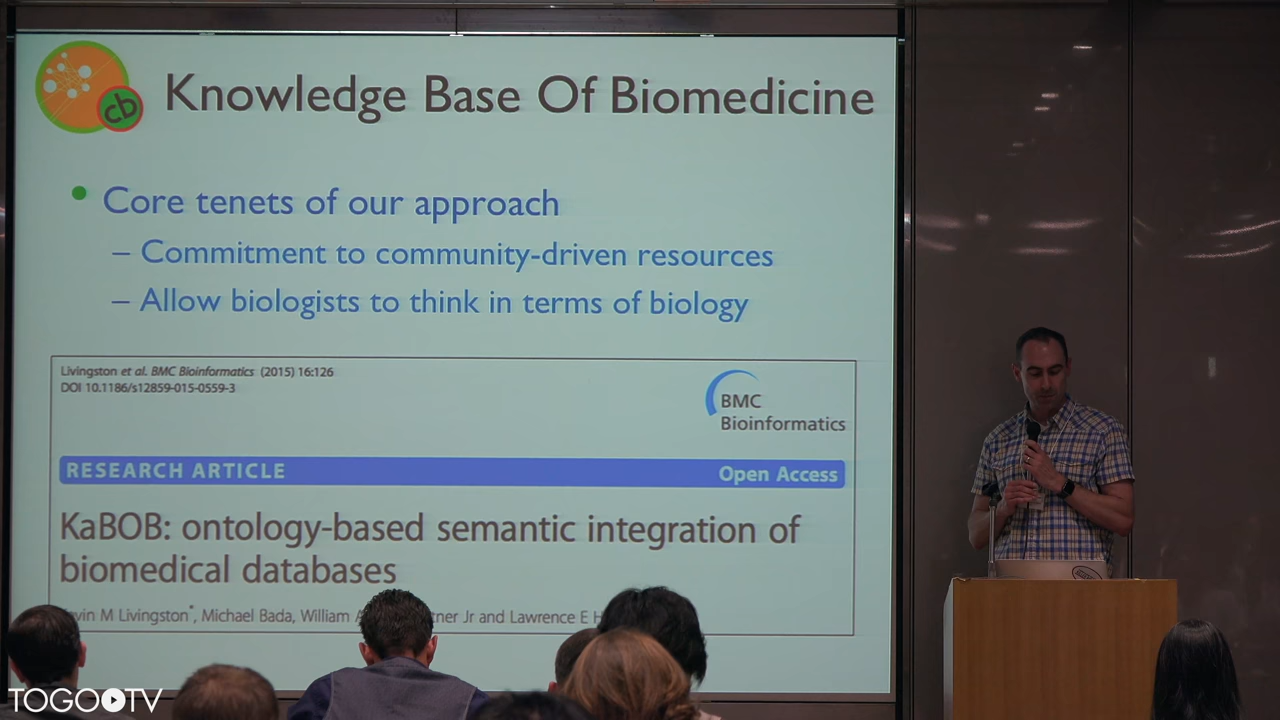 cb
Knowledge Base Of Biomedicine
Core tenets of our approach
– Commitment to community-driven resources
– Allow biologists to think in terms of biology
Livingston et al. BMC Bioinformatics (2015) 16:126
DOI 10.1186/s12859-015-0559-3
BMC
Bioinformatics
RESEARCH ARTICLE
Open Access
KaBOB: ontology-based semantic integration of
biomedical databases
M Livingston*, Michael Bada, William Jr and Lawrence E
TOGOTV